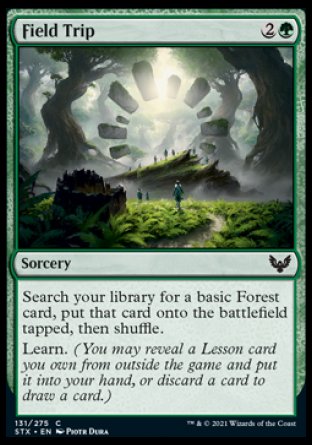 Field Trip 2
Sorcery
Search your library for a basic Forest
card, put that card onto the battlefield
tapped, then shuffle.
Learn. (You may reveal a Lesson card
you own from outside the game and put
it into your hand, or discard a card to
draw a card.)
131/275 C
STX • EN Piotr Dura ™ & © 2021 Wizards of the Coast